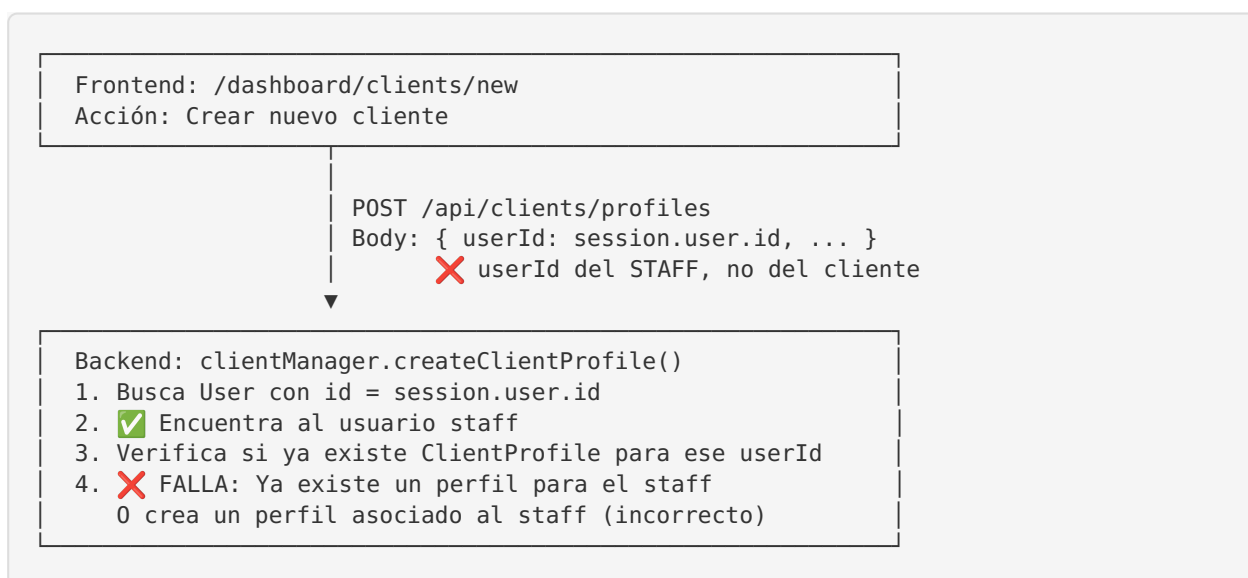 Frontend: /dashboard/clients/new
Acción: Crear nuevo cliente
POST /api/clients/profiles
Body: { userId: session.user.id, ... }
❌ userId del STAFF, no del cliente
Backend: clientManager.createClientProfile()
1. Busca User con id = session.user.id
2. ✅ Encuentra al usuario staff
3. Verifica si ya existe ClientProfile para ese userId
4. ❌ FALLA: Ya existe un perfil para el staff
O crea un perfil asociado al staff (incorrecto)